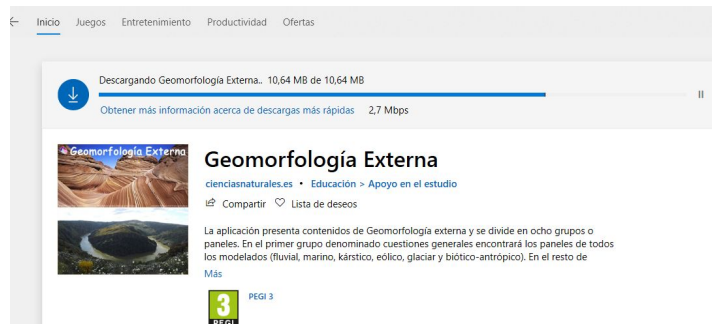 Inicio Juegos Entretenimiento Productividad Ofertas
Descargando Geomorfología Externa.. 10,64 MB de 10,64 MB
Obtener más información acerca de descargas más rápidas 2,7 Mbps
Geomorfología Externa
Geomorfología Externa
cienciasnaturales.es • Educación > Apoyo en el estudio
Compartir Lista de deseos
La aplicación presenta contenidos de Geomorfología externa y se divide en ocho grupos o
paneles. En el primer grupo denominado cuestiones generales encontrará los paneles de todos
los modelados (fluvial, marino, kárstico, eólico, glaciar y biótico-antrópico). En el resto de
Más
3
PEGI
PEGI 3